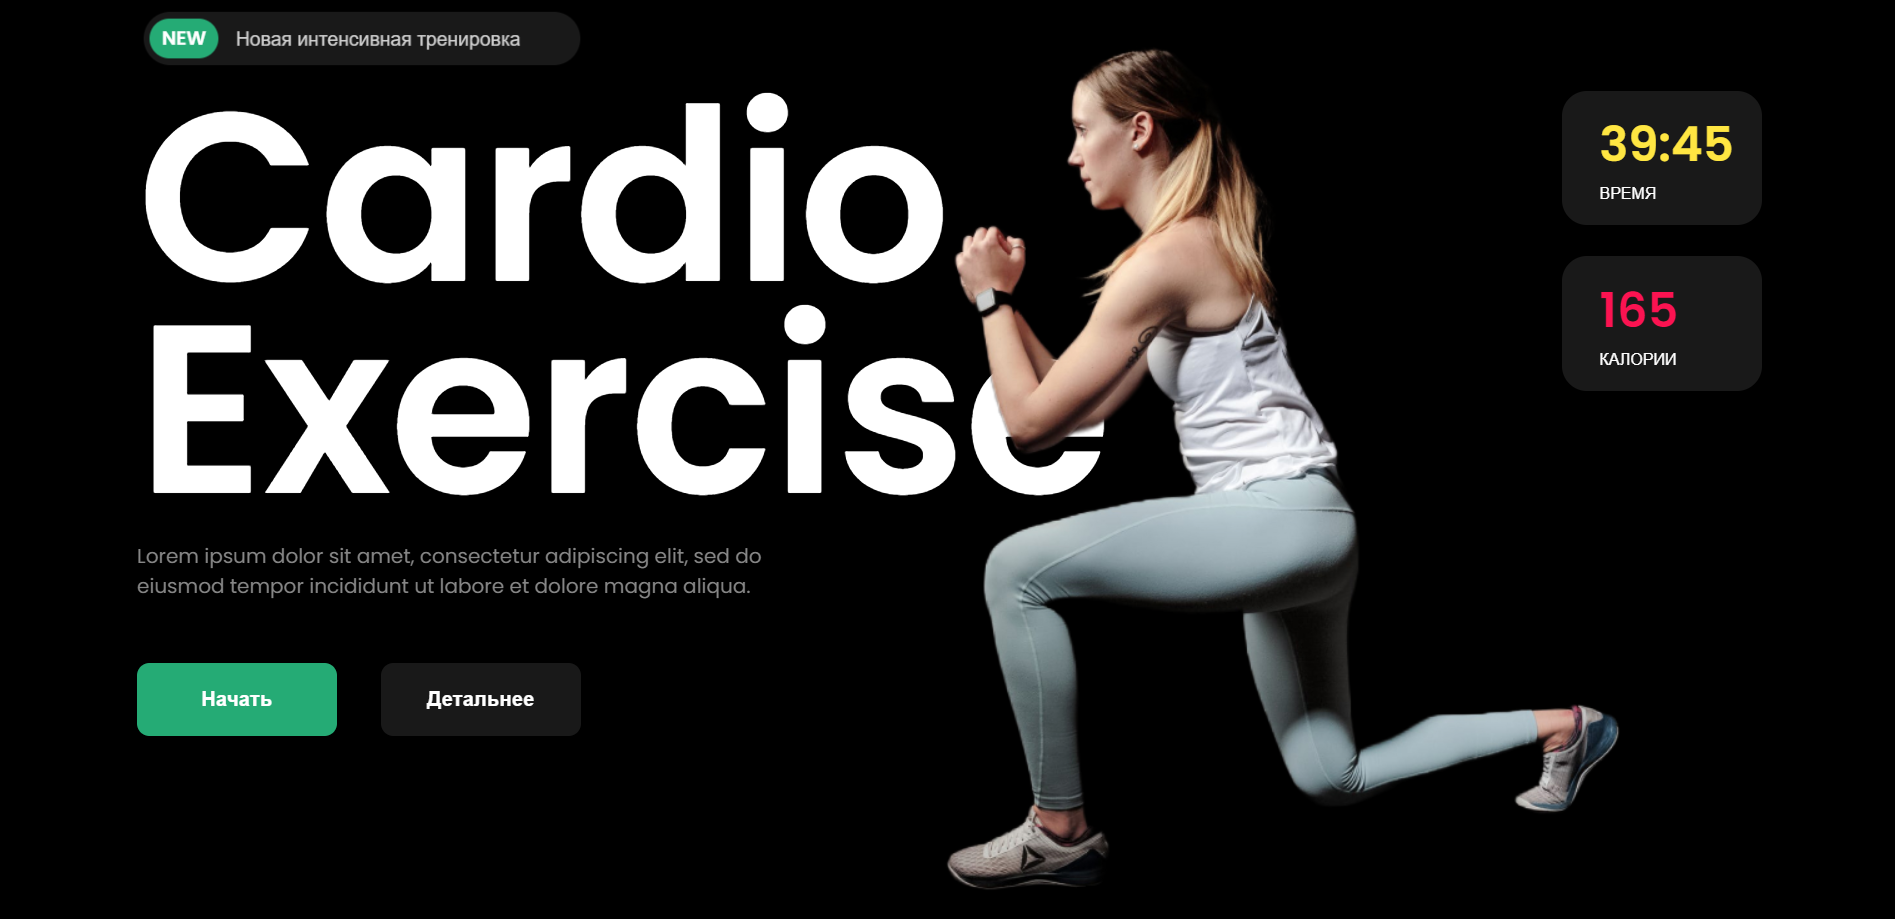 NEW Новая интенсивная тренировка
Cardio
Exercise
Lorem ipsum dolor sit amet, consectetur adipiscing elit, sed do
eiusmod tempor incididunt ut labore et dolore magna aliqua.
Начать
Детальнее
39:45
ВРЕМЯ
165
КАЛОРИИ